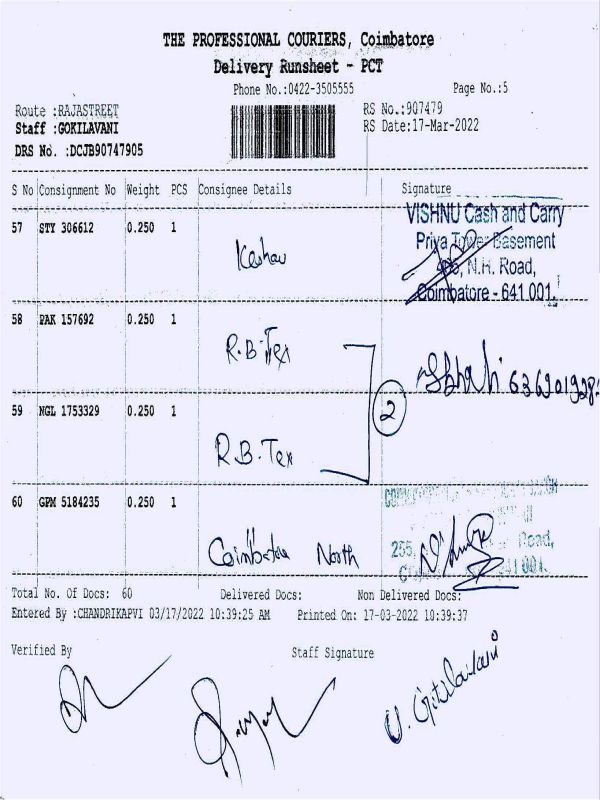 THE PROFESSIONAL COURIERS, Coimbatore
Delivery Runsheet - PCT
Phone No.:0422-3505555
Page No.:5
Route :RAJASTREET
RS No.:907479
Staff :GOKILAVANI
RS Date:17-Mar-2022
DRS No. :DCJB90747905
S No Consignment No Weight PCS Consignee Details Signature
57 STY 306612 0.250 1
VISHNU Cash and Carry
Priya Tower Basement
N.H. Road,
Coimbatore - 641 001.
58 PAK 157692 0.250 1
R.B. Tex
2
59 NGL 1753329 0.250 1
R.B. Tex
60 GPM 5184235 0.250 1
Coimbatore North
255, Road,
641 001.
Total No. Of Docs: 60 Delivered Docs: Non Delivered Docs:
Entered By :CHANDRIKAPVI 03/17/2022 10:39:25 AM Printed On: 17-03-2022 10:39:37
Verified By Staff Signature